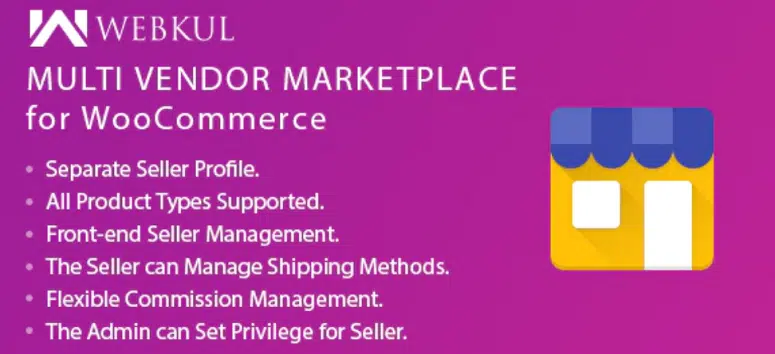 WEBKUL
MULTI VENDOR MARKETPLACE
for WooCommerce
• Separate Seller Profile.
• All Product Types Supported.
• Front-end Seller Management.
• The Seller can Manage Shipping Methods.
• Flexible Commission Management.
• The Admin can Set Privilege for Seller.